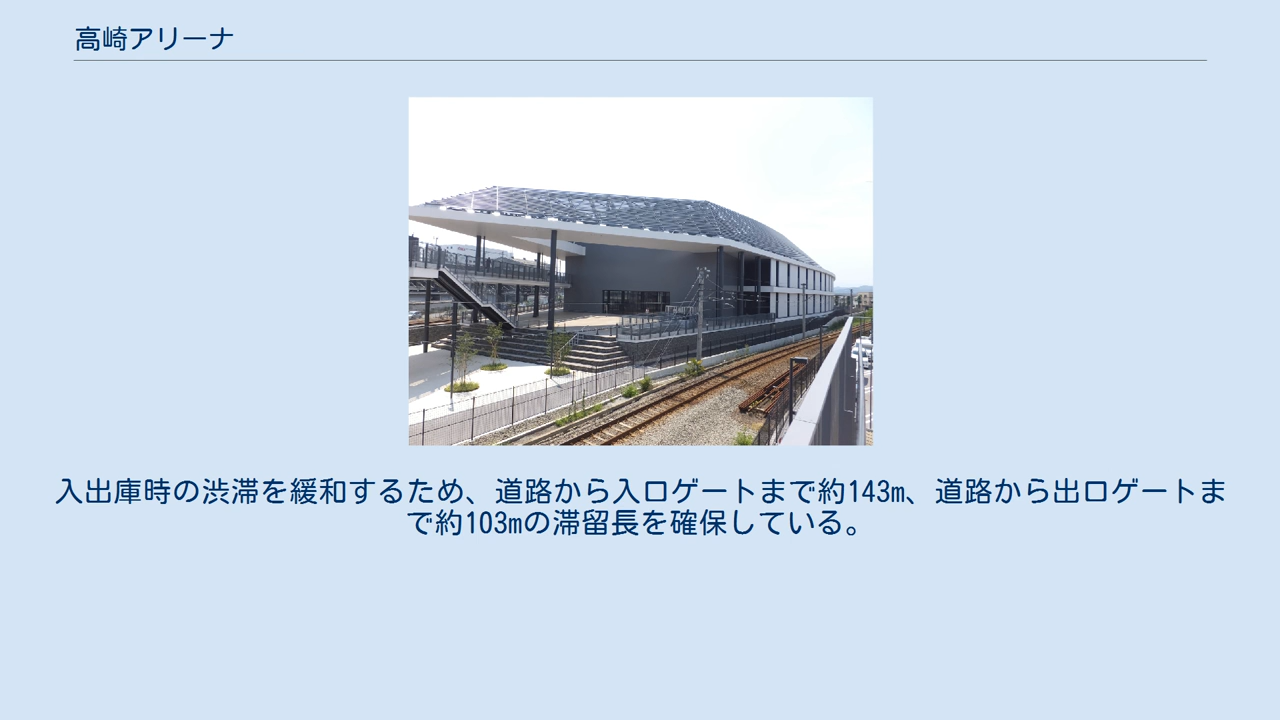 高崎アリーナ
入出庫時の渋滞を緩和するため、道路から入口ゲートまで約143m、道路から出口ゲートま
で約103mの滞留長を確保している。